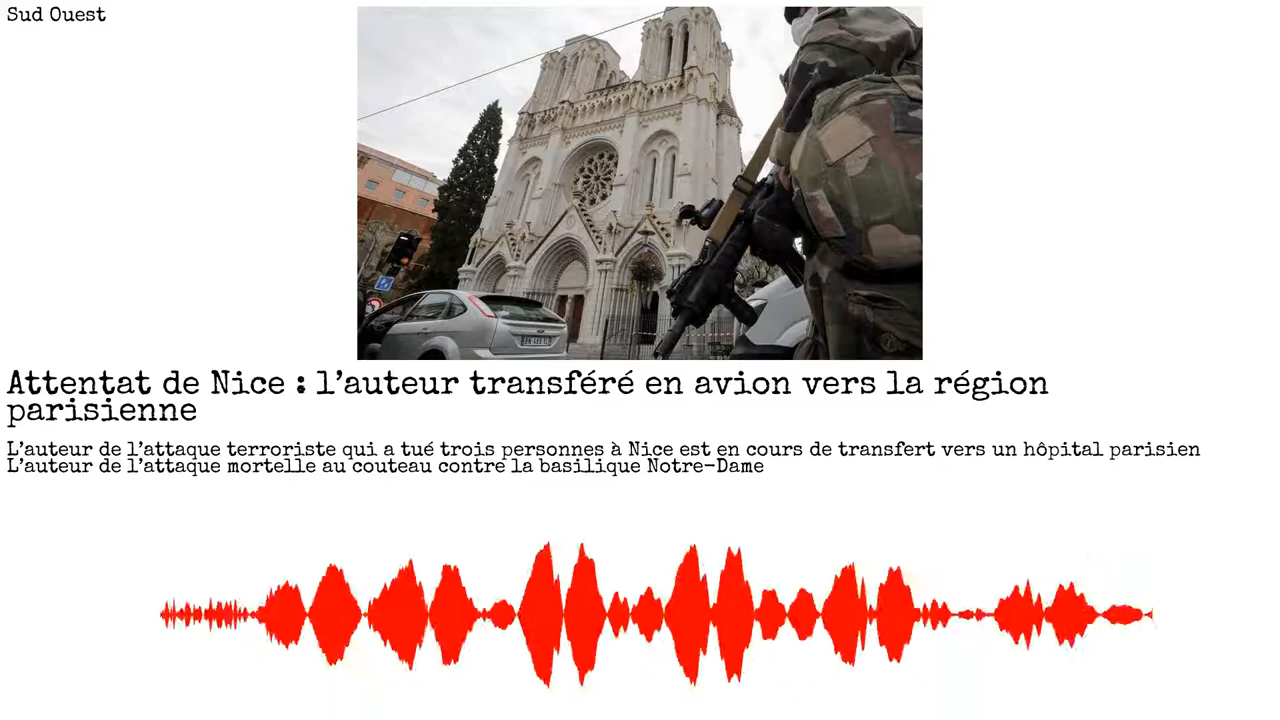 Sud Ouest
Attentat de Nice : l'auteur transféré en avion vers la région
parisienne
L'auteur de l'attaque terroriste qui a tué trois personnes à Nice est en cours de transfert vers un hôpital parisien
L'auteur de l'attaque mortelle au couteau contre la basilique Notre-Dame